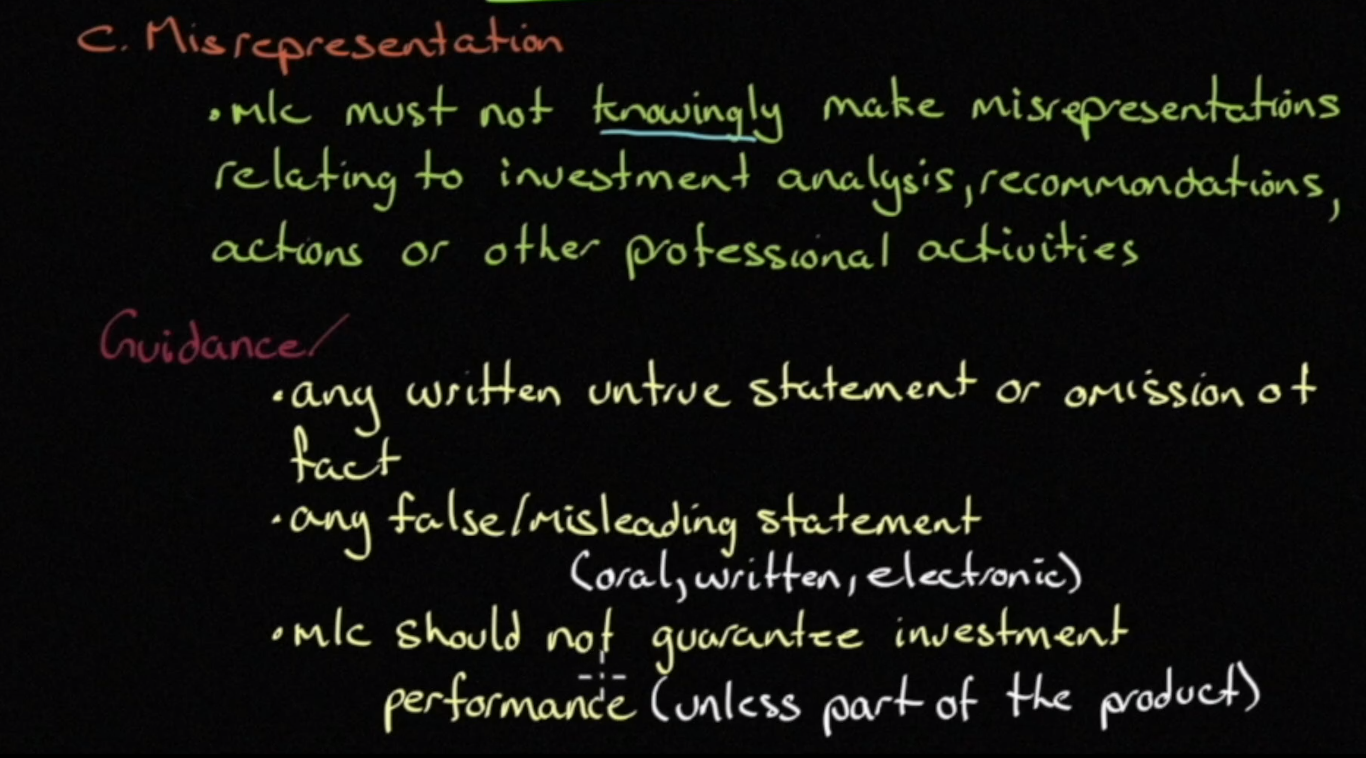 C. Misrepresentation
• M/c must not knowingly make misrepresentations
relating to investment analysis, recommondations,
actions or other professional activities
Guidance/
• any written untrue statement or omission of
fact
• any false/misleading statement
(oral, written, electronic)
• M/c should not guarantee investment
performance (unless part of the product)